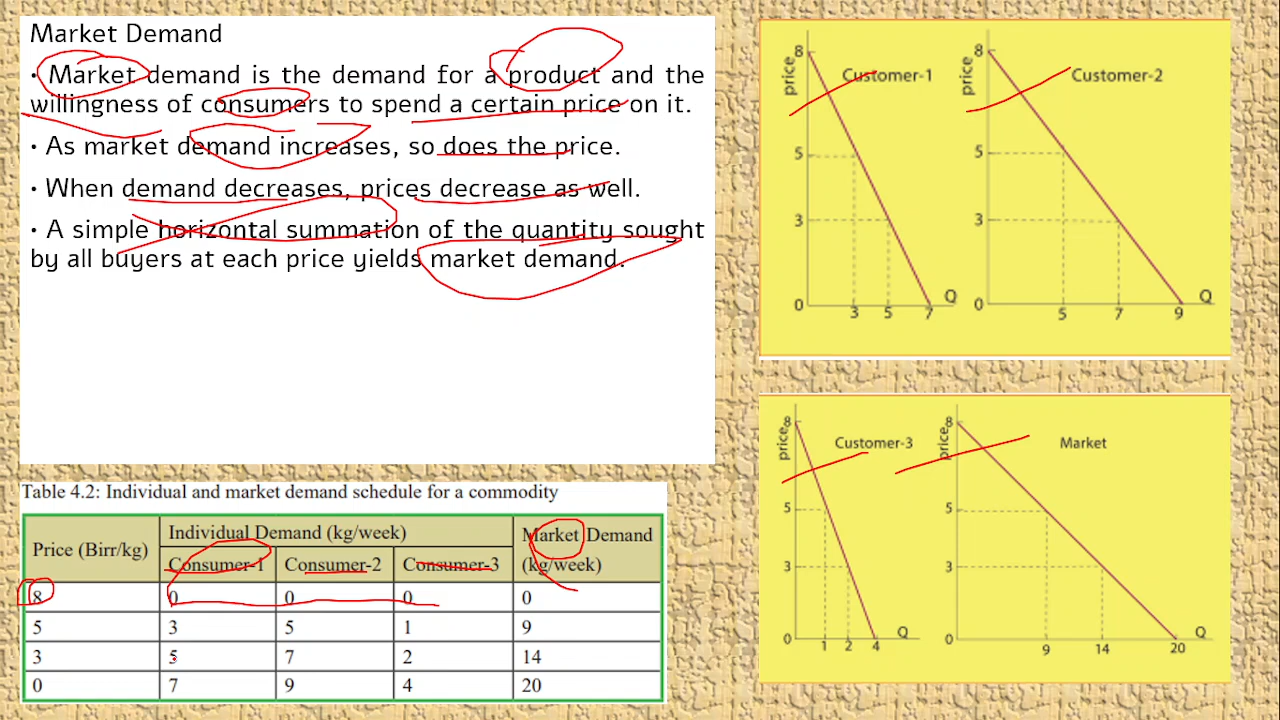 Market Demand
• Market demand is the demand for a product and the
willingness of consumers to spend a certain price on it.
• As market demand increases, so does the price.
• When demand decreases, prices decrease as well.
• A simple horizontal summation of the quantity sought
by all buyers at each price yields market demand.
Table 4.2: Individual and market demand schedule for a commodity
Price (Birr/kg) Individual Demand (kg/week) Market Demand
Consumer-1 Consumer-2 Consumer-3 (kg/week)
8 0 0 0 0
5 3 5 1 9
3 5 7 2 14
0 7 9 4 20
price 8 Customer-1
5
3
0 Q
3 5 7
price 8 Customer-2
5
3
0 Q
5 7 9
price 8 Customer-3
5
3
0 Q
1 2 4
price 8 Market
5
3
0 Q
9 14 20